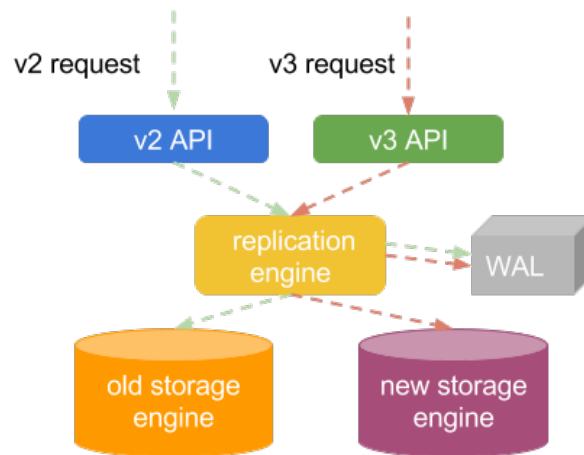 v2 request
v3 request
v2 API
v3 API
replication
engine
WAL
old storage
engine
new storage
engine